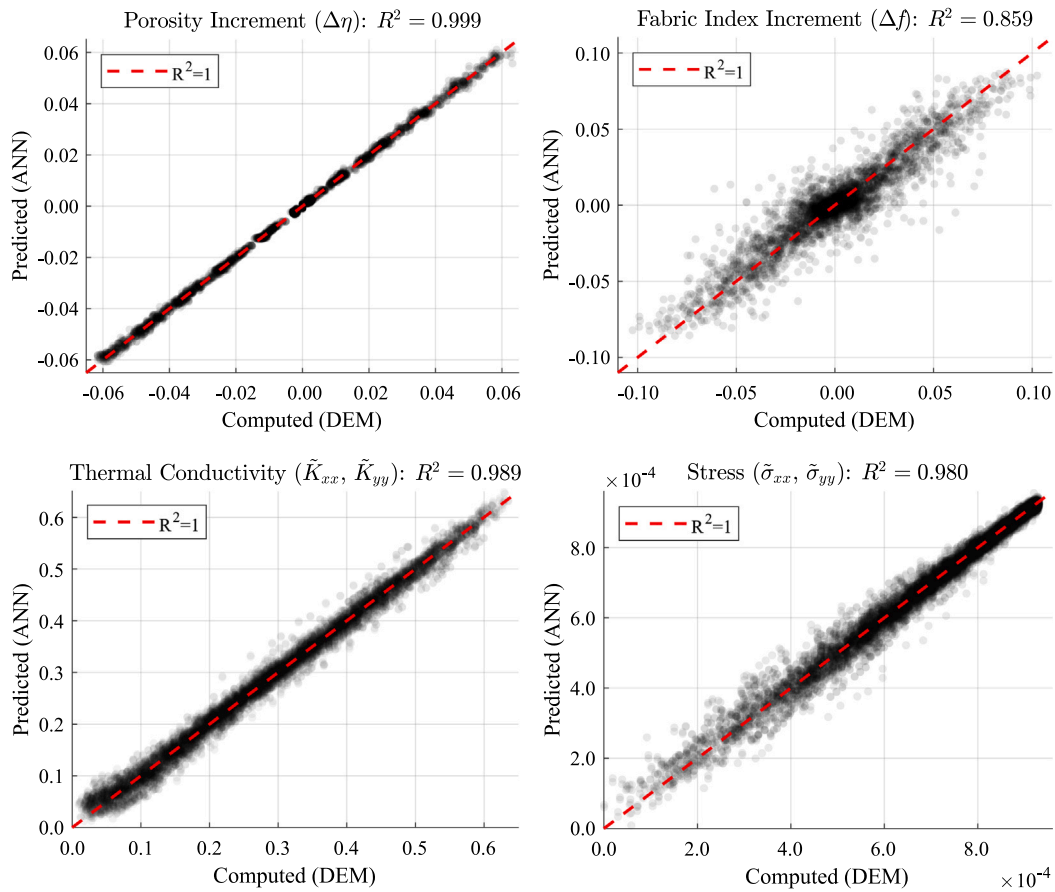 Porosity Increment (Δη): R² = 0.999
R²=1
0.06
0.04
0.02
0.00
-0.02
-0.04
-0.06
Predicted (ANN)
-0.06 -0.04 -0.02 0.00 0.02 0.04 0.06
Computed (DEM)
Fabric Index Increment (Δf): R² = 0.859
R²=1
0.10
0.05
0.00
-0.05
-0.10
Predicted (ANN)
-0.10 -0.05 0.00 0.05 0.10
Computed (DEM)
Thermal Conductivity (K̃xx, K̃yy): R² = 0.989
R²=1
0.6
0.5
0.4
0.3
0.2
0.1
0.0
Predicted (ANN)
0.0 0.1 0.2 0.3 0.4 0.5 0.6
Computed (DEM)
×10⁻⁴
Stress (σ̃xx, σ̃yy): R² = 0.980
R²=1
8.0
6.0
4.0
2.0
0.0
Predicted (ANN)
0.0 2.0 4.0 6.0 8.0
Computed (DEM)
×10⁻⁴